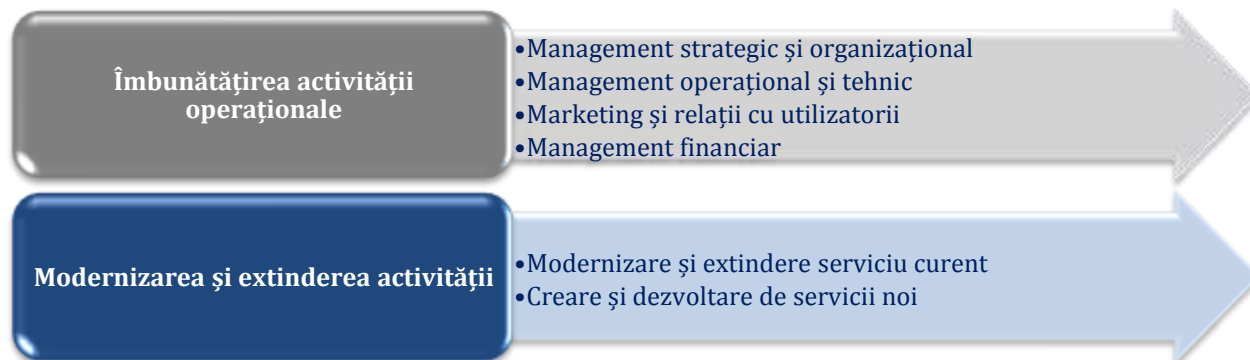 Îmbunătățirea activității
operaționale
•Management strategic și organizațional
•Management operațional și tehnic
•Marketing și relații cu utilizatorii
•Management financiar
Modernizarea și extinderea activității
•Modernizare și extindere serviciu curent
•Creare și dezvoltare de servicii noi